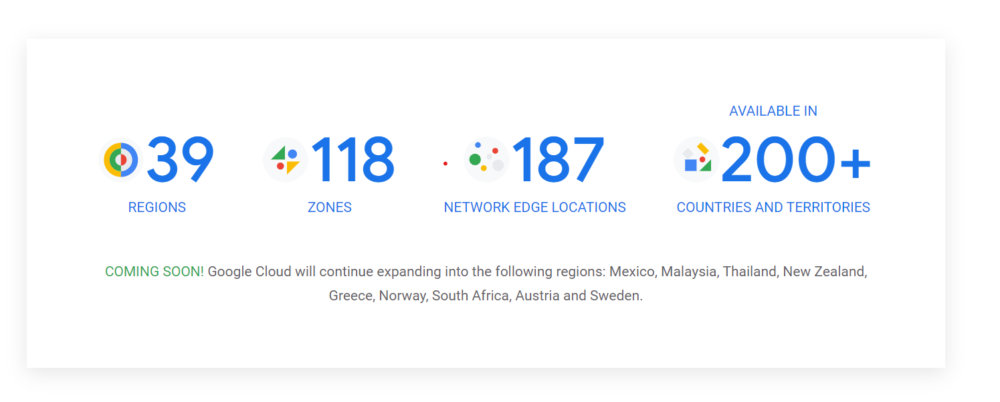 AVAILABLE IN
39 118 187 200+
REGIONS ZONES NETWORK EDGE LOCATIONS COUNTRIES AND TERRITORIES
COMING SOON! Google Cloud will continue expanding into the following regions: Mexico, Malaysia, Thailand, New Zealand,
Greece, Norway, South Africa, Austria and Sweden.